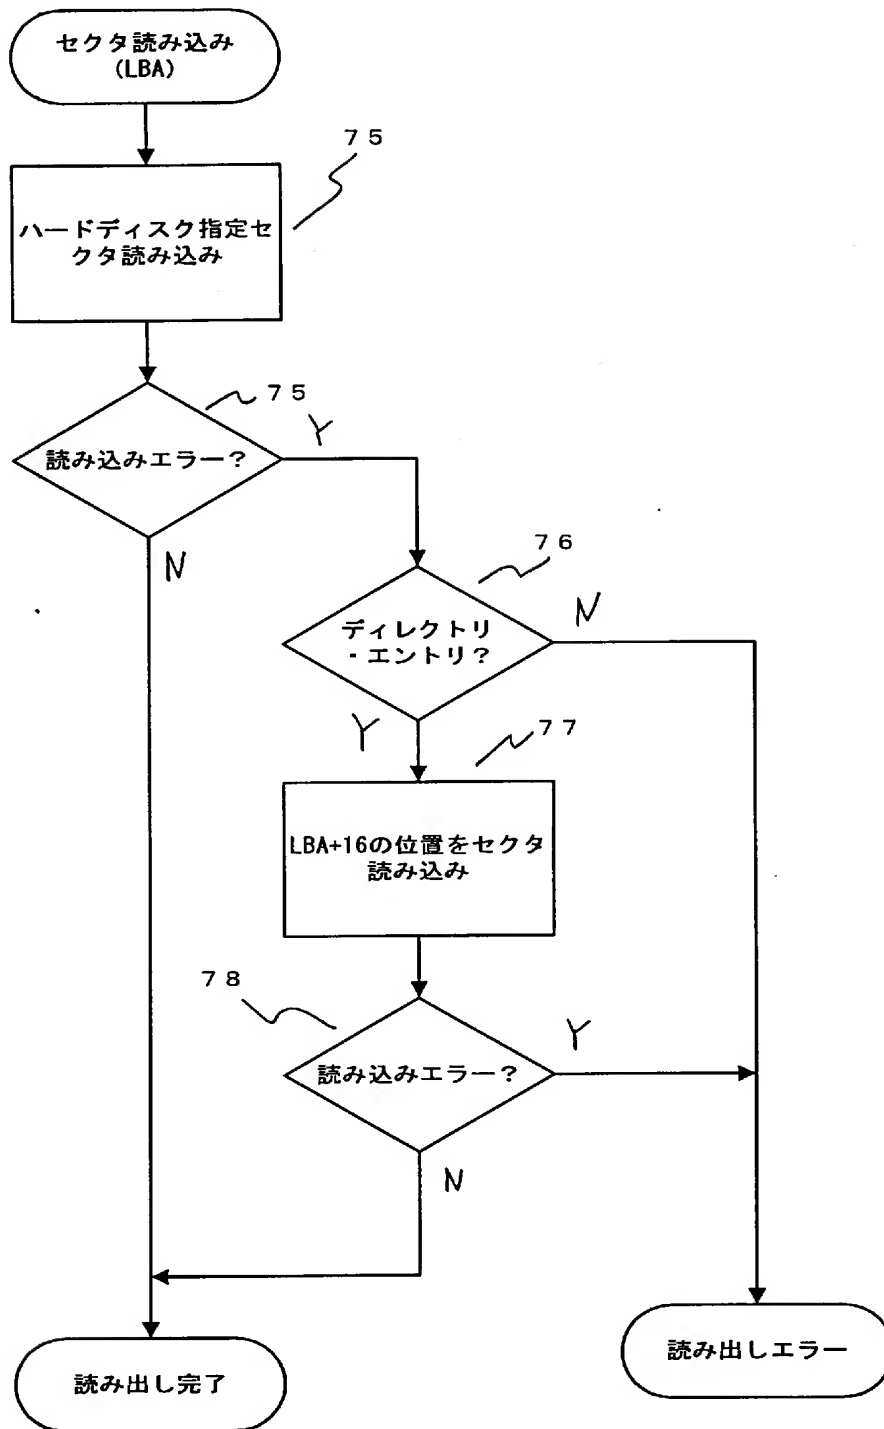 セクタ読み込み
(LBA)
75
ハードディスク指定セ
クタ読み込み
75
読み込みエラー?
Y
N
76
ディレクトリ
・エントリ?
N
Y
77
LBA+16の位置をセクタ
読み込み
78
読み込みエラー?
Y
N
読み出しエラー
読み出し完了